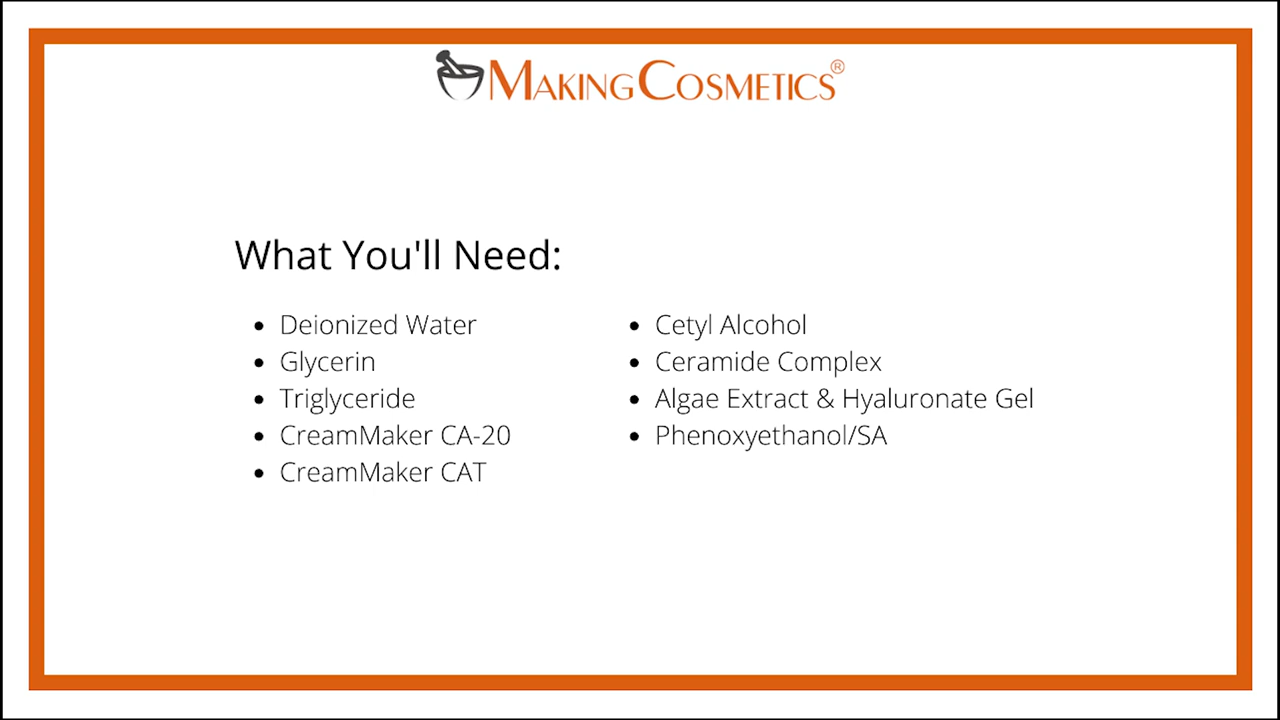 MAKINGCOSMETICS®
What You'll Need:
• Deionized Water
• Glycerin
• Triglyceride
• CreamMaker CA-20
• CreamMaker CAT
• Cetyl Alcohol
• Ceramide Complex
• Algae Extract & Hyaluronate Gel
• Phenoxyethanol/SA